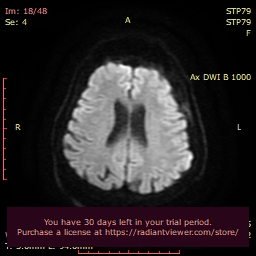 Im: 18/48
Se: 4
STP79
STP79
F
A
Ax DWI B 1000
R
L
You have 30 days left in your trial period.
Purchase a license at https://radiantviewer.com/store/